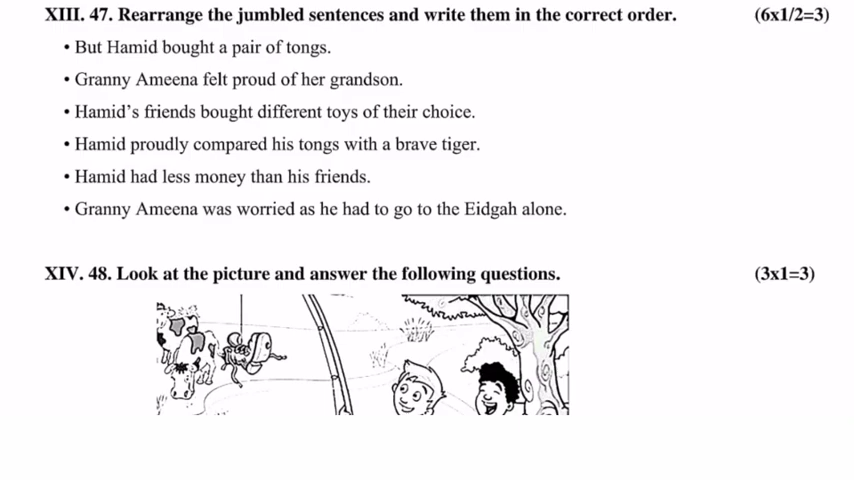 XIII. 47. Rearrange the jumbled sentences and write them in the correct order. (6x1/2=3)
• But Hamid bought a pair of tongs.
• Granny Ameena felt proud of her grandson.
• Hamid’s friends bought different toys of their choice.
• Hamid proudly compared his tongs with a brave tiger.
• Hamid had less money than his friends.
• Granny Ameena was worried as he had to go to the Eidgah alone.
XIV. 48. Look at the picture and answer the following questions. (3x1=3)